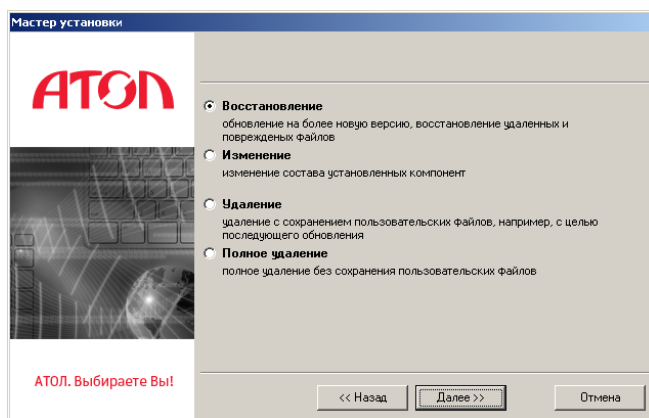 Мастер установки
АТОЛ
Восстановление
обновление на более новую версию, восстановление удаленных и
поврежденых файлов
Изменение
изменение состава установленных компонент
Удаление
удаление с сохранением пользовательских файлов, например, с целью
последующего обновления
Полное удаление
полное удаление без сохранения пользовательских файлов
АТОЛ. Выбираете Вы!
<< Назад
Далее >>
Отмена